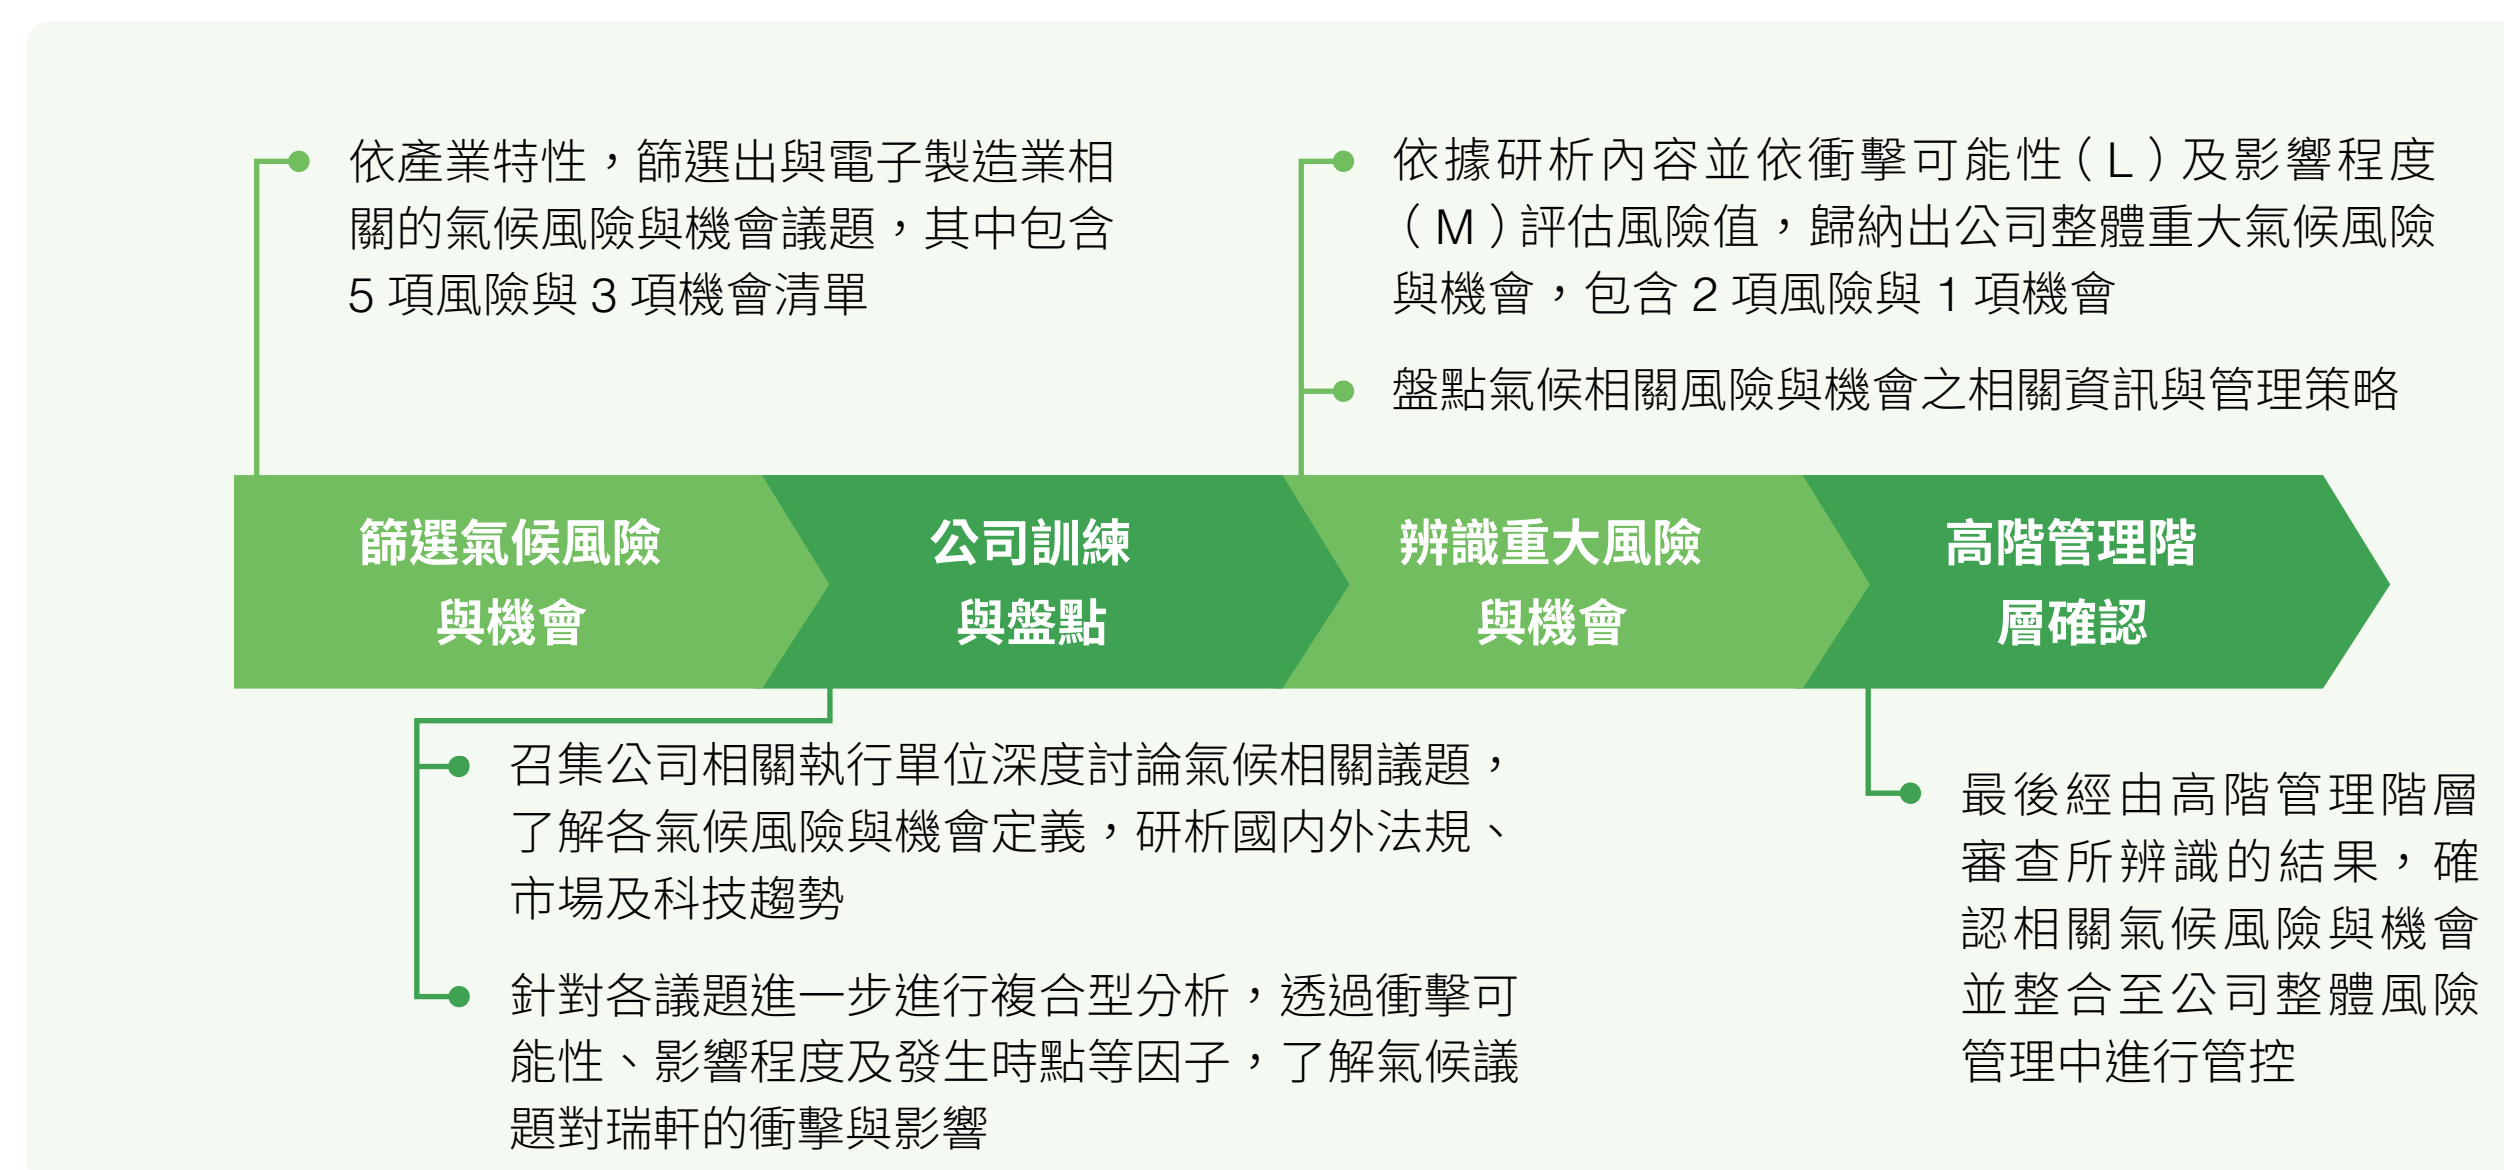 依產業特性，篩選出與電子製造業相
關的氣候風險與機會議題，其中包含
5 項風險與 3 項機會清單
依據研析內容並依衝擊可能性（L）及影響程度
（M）評估風險值，歸納出公司整體重大氣候風險
與機會，包含 2 項風險與 1 項機會
盤點氣候相關風險與機會之相關資訊與管理策略
篩選氣候風險
與機會
公司訓練
與盤點
辨識重大風險
與機會
高階管理階
層確認
召集公司相關執行單位深度討論氣候相關議題，
了解各氣候風險與機會定義，研析國內外法規、
市場及科技趨勢
針對各議題進一步進行複合型分析，透過衝擊可
能性、影響程度及發生時點等因子，了解氣候議
題對瑞軒的衝擊與影響
最後經由高階管理階層
審查所辨識的結果，確
認相關氣候風險與機會
並整合至公司整體風險
管理中進行管控